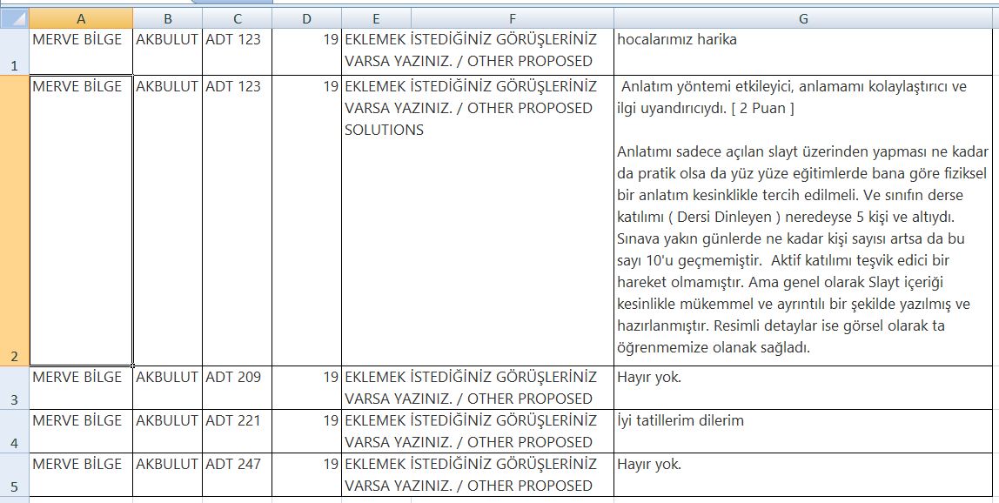 A B C D E F G
1 MERVE BİLGE AKBULUT ADT 123 19 EKLEMEK İSTEDİĞİNİZ GÖRÜŞLERİNİZ hocalarımız harika
VARSA YAZINIZ. / OTHER PROPOSED
2 MERVE BİLGE AKBULUT ADT 123 19 EKLEMEK İSTEDİĞİNİZ GÖRÜŞLERİNİZ Anlatım yöntemi etkileyici, anlamamı kolaylaştırıcı ve
VARSA YAZINIZ. / OTHER PROPOSED ilgi uyandırıcıydı. [ 2 Puan ]
SOLUTIONS
Anlatımı sadece açılan slayt üzerinden yapması ne kadar
da pratik olsa da yüz yüze eğitimlerde bana göre fiziksel
bir anlatım kesinklikle tercih edilmeli. Ve sınıfın derse
katılımı ( Dersi Dinleyen ) neredeyse 5 kişi ve altıydı.
Sınava yakın günlerde ne kadar kişi sayısı artsa da bu
sayı 10'u geçmemiştir. Aktif katılımı teşvik edici bir
hareket olmamıştır. Ama genel olarak Slayt içeriği
kesinlikle mükemmel ve ayrıntılı bir şekilde yazılmış ve
hazırlanmıştır. Resimli detaylar ise görsel olarak ta
öğrenmemize olanak sağladı.
3 MERVE BİLGE AKBULUT ADT 209 19 EKLEMEK İSTEDİĞİNİZ GÖRÜŞLERİNİZ Hayır yok.
VARSA YAZINIZ. / OTHER PROPOSED
4 MERVE BİLGE AKBULUT ADT 221 19 EKLEMEK İSTEDİĞİNİZ GÖRÜŞLERİNİZ İyi tatillerim dilerim
VARSA YAZINIZ. / OTHER PROPOSED
5 MERVE BİLGE AKBULUT ADT 247 19 EKLEMEK İSTEDİĞİNİZ GÖRÜŞLERİNİZ Hayır yok.
VARSA YAZINIZ. / OTHER PROPOSED